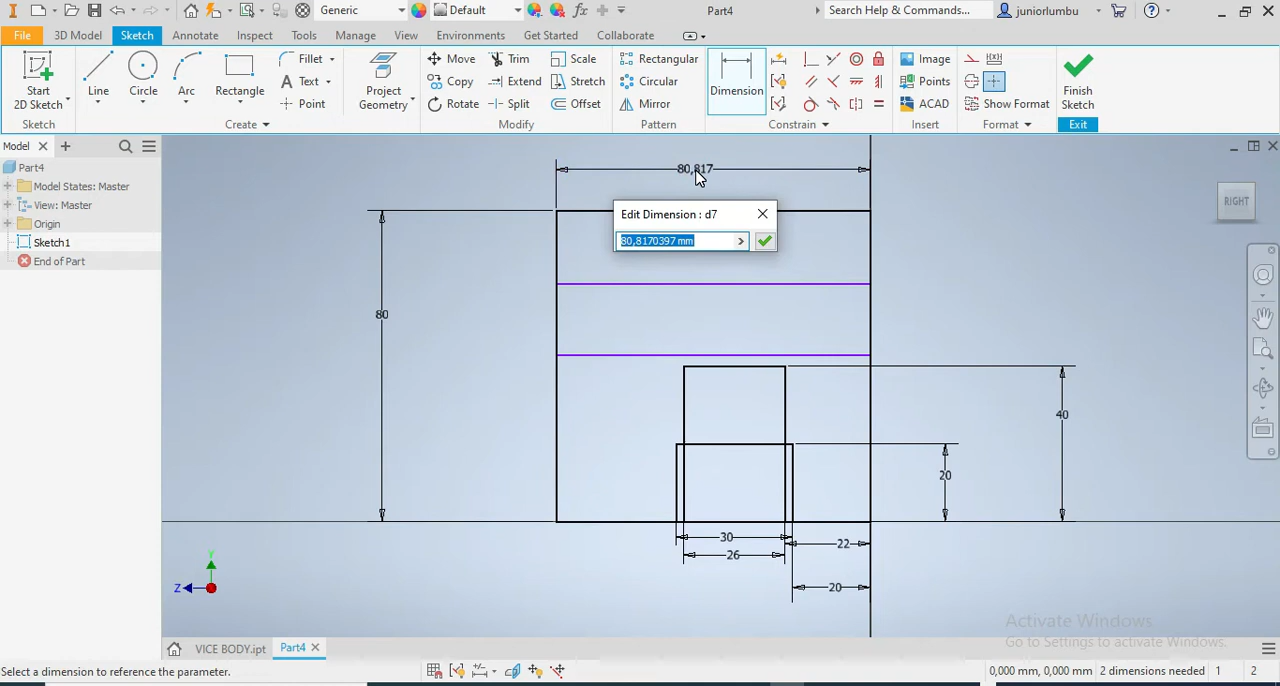 Generic
Default
Part4
Search Help & Commands...
juniorlumbu
File
3D Model
Sketch
Annotate
Inspect
Tools
Manage
View
Environments
Get Started
Collaborate
Start
2D Sketch
Line
Circle
Arc
Rectangle
Fillet
Text
Point
Project
Geometry
Move
Copy
Rotate
Trim
Extend
Split
Scale
Stretch
Offset
Rectangular
Circular
Mirror
Dimension
Image
Points
ACAD
Show Format
Finish
Sketch
Sketch
Create
Modify
Pattern
Constrain
Insert
Format
Exit
Model
Part4
Model States: Master
View: Master
Origin
Sketch1
End of Part
80,817
Edit Dimension : d7
80,8170397 mm
RIGHT
80
40
20
30
22
26
20
Y
Z
Activate Windows
Go to Settings to activate Windows.
VICE BODY.ipt
Part4
Select a dimension to reference the parameter.
0,000 mm, 0,000 mm
2 dimensions needed
1
2